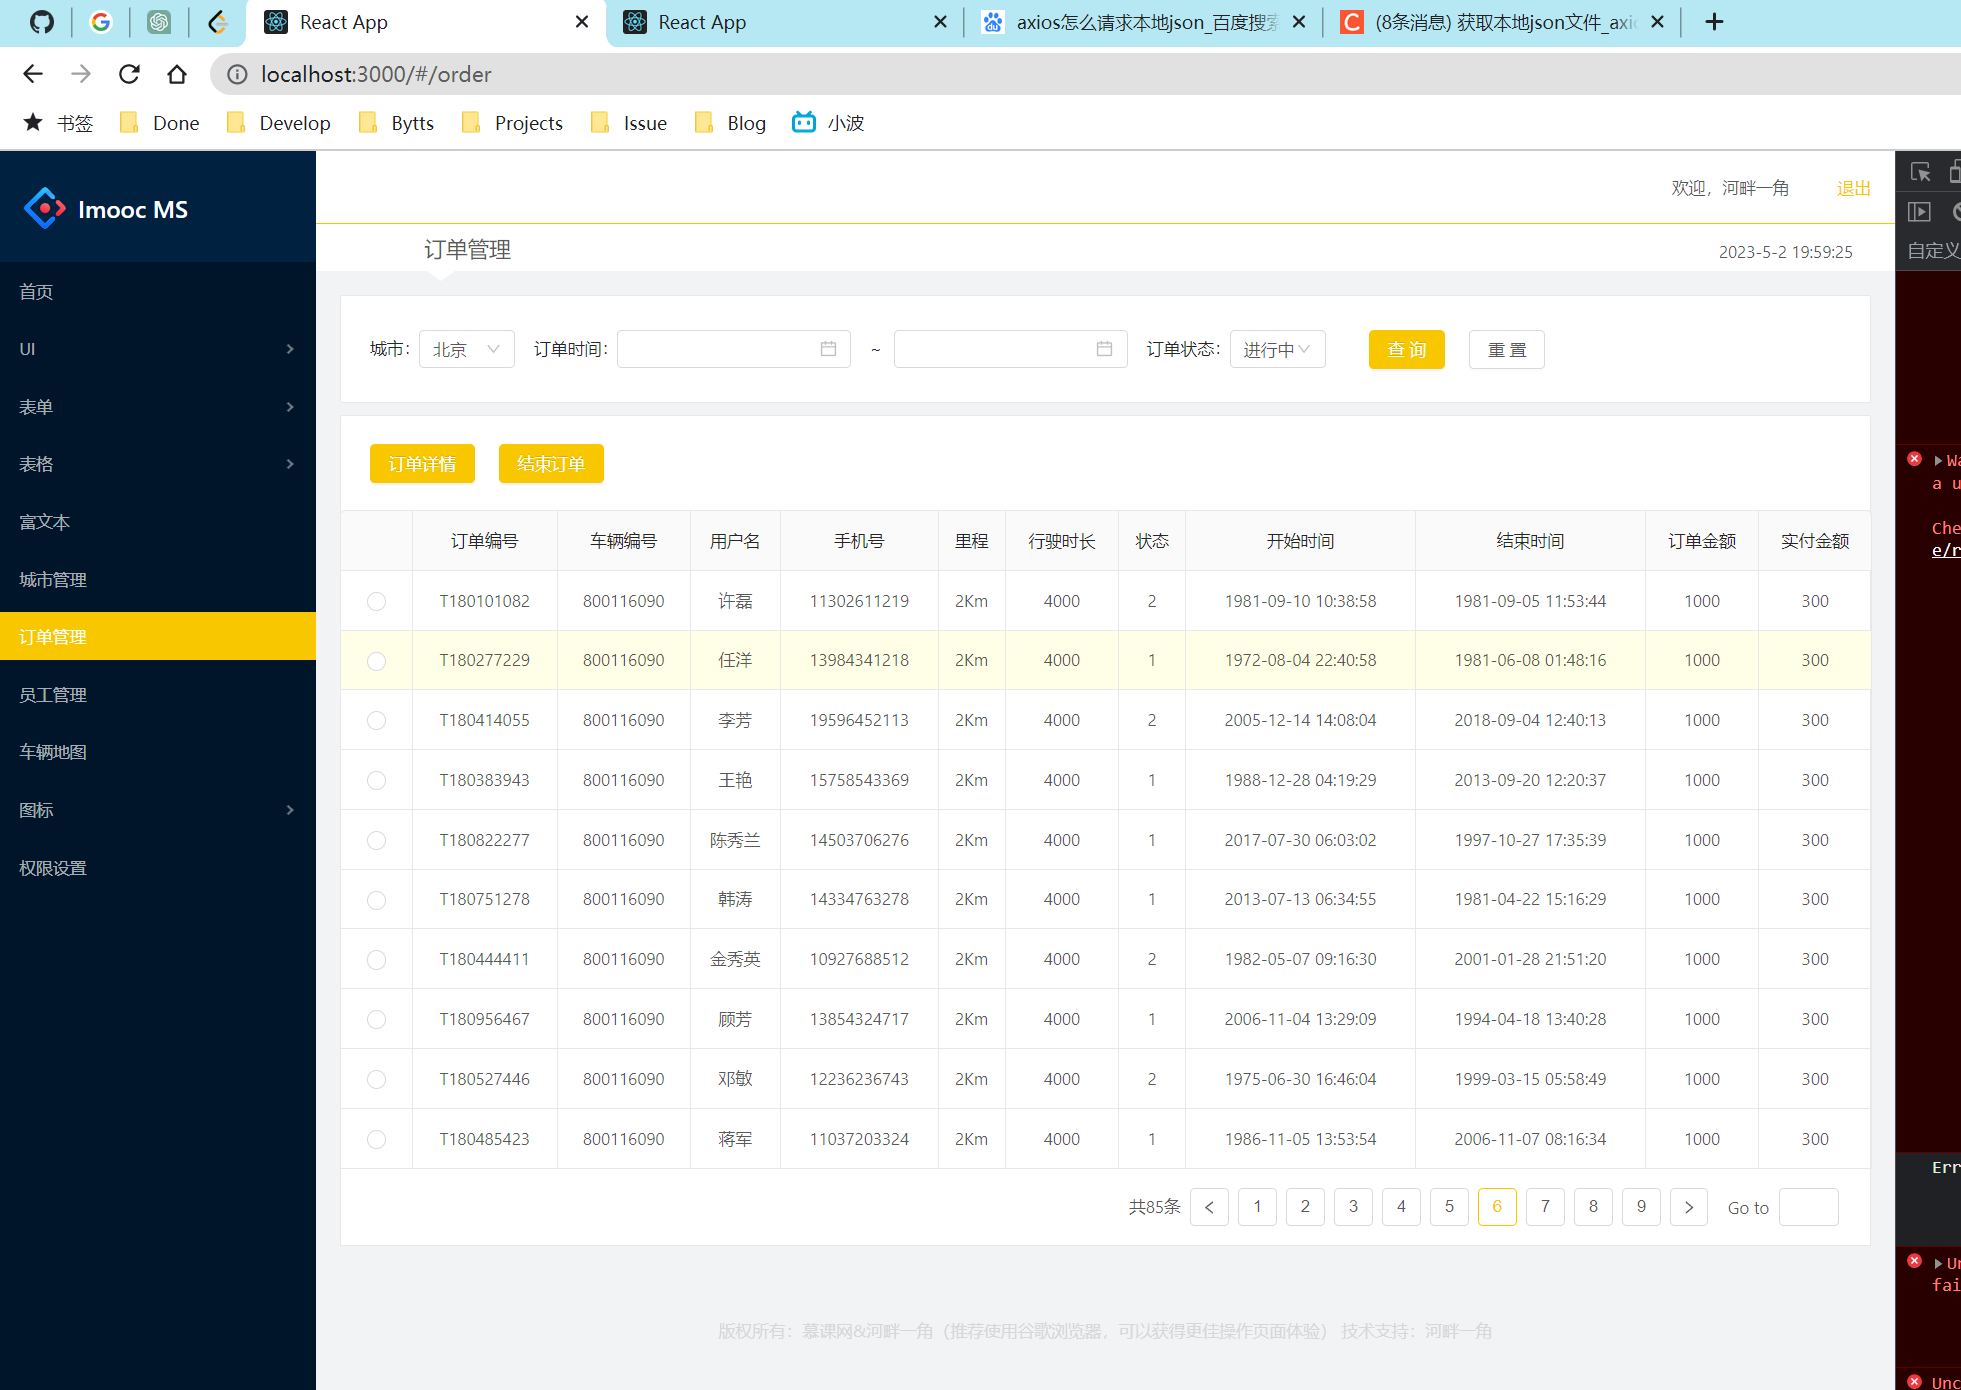 React App
React App
axios怎么请求本地json_百度搜索
(8条消息) 获取本地json文件_axio
localhost:3000/#/order
书签 Done Develop Bytts Projects Issue Blog 小波
Imooc MS
首页
UI
表单
表格
富文本
城市管理
订单管理
员工管理
车辆地图
图标
权限设置
欢迎，河畔一角 退出
订单管理 2023-5-2 19:59:25
城市： 北京 订单时间： ~ 订单状态： 进行中 查 询 重 置
订单详情 结束订单
订单编号 车辆编号 用户名 手机号 里程 行驶时长 状态 开始时间 结束时间 订单金额 实付金额
T180101082 800116090 许磊 11302611219 2Km 4000 2 1981-09-10 10:38:58 1981-09-05 11:53:44 1000 300
T180277229 800116090 任洋 13984341218 2Km 4000 1 1972-08-04 22:40:58 1981-06-08 01:48:16 1000 300
T180414055 800116090 李芳 19596452113 2Km 4000 2 2005-12-14 14:08:04 2018-09-04 12:40:13 1000 300
T180383943 800116090 王艳 15758543369 2Km 4000 1 1988-12-28 04:19:29 2013-09-20 12:20:37 1000 300
T180822277 800116090 陈秀兰 14503706276 2Km 4000 1 2017-07-30 06:03:02 1997-10-27 17:35:39 1000 300
T180751278 800116090 韩涛 14334763278 2Km 4000 1 2013-07-13 06:34:55 1981-04-22 15:16:29 1000 300
T180444411 800116090 金秀英 10927688512 2Km 4000 2 1982-05-07 09:16:30 2001-01-28 21:51:20 1000 300
T180956467 800116090 顾芳 13854324717 2Km 4000 1 2006-11-04 13:29:09 1994-04-18 13:40:28 1000 300
T180527446 800116090 邓敏 12236236743 2Km 4000 2 1975-06-30 16:46:04 1999-03-15 05:58:49 1000 300
T180485423 800116090 蒋军 11037203324 2Km 4000 1 1986-11-05 13:53:54 2006-11-07 08:16:34 1000 300
共85条 < 1 2 3 4 5 6 7 8 9 > Go to
版权所有：慕课网&河畔一角（推荐使用谷歌浏览器，可以获得更佳操作页面体验） 技术支持：河畔一角
自定义
Wa
a u
Che
e/r
Err
Un
fai
Unc